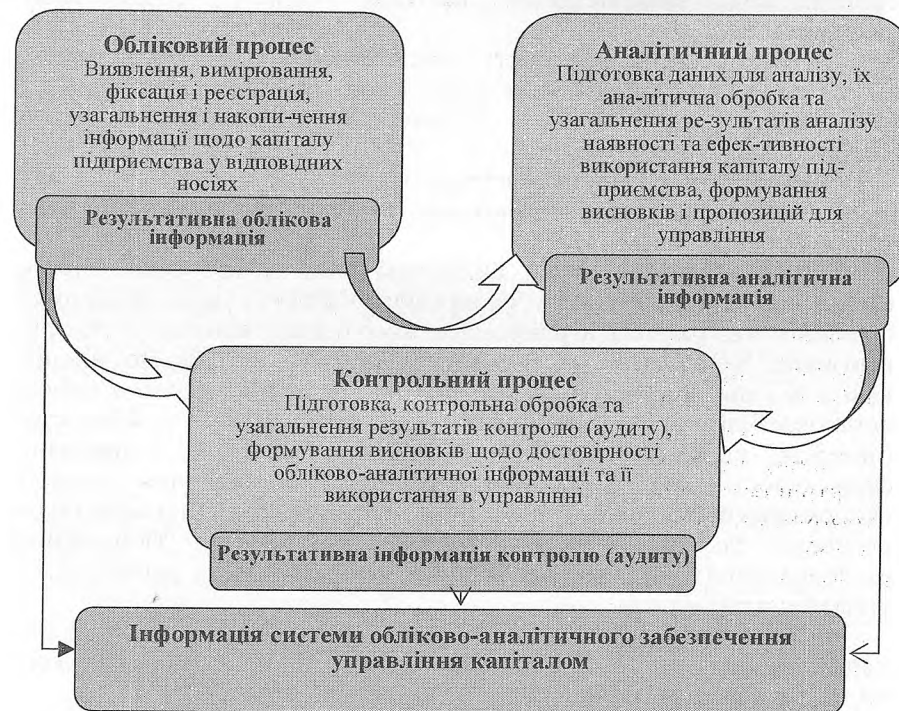 Обліковий процес
Виявлення, вимірювання,
фіксація і реєстрація,
узагальнення і накопи-чення
інформації щодо капіталу
підприємства у відповідних
носіях
Результативна облікова
інформація
Аналітичний процес
Підготовка даних для аналізу, їх
ана-літична обробка та
узагальнення ре-зультатів аналізу
наявності та ефек-тивності
використання капіталу під-
приємства, формування
висновків і пропозицій для
управління
Результативна аналітична
інформація
Контрольний процес
Підготовка, контрольна обробка та
узагальнення результатів контролю (аудиту),
формування висновків щодо достовірності
обліково-аналітичної інформації та її
використання в управлінні
Результативна інформація контролю (аудиту)
Інформація системи обліково-аналітичного забезпечення
управління капіталом